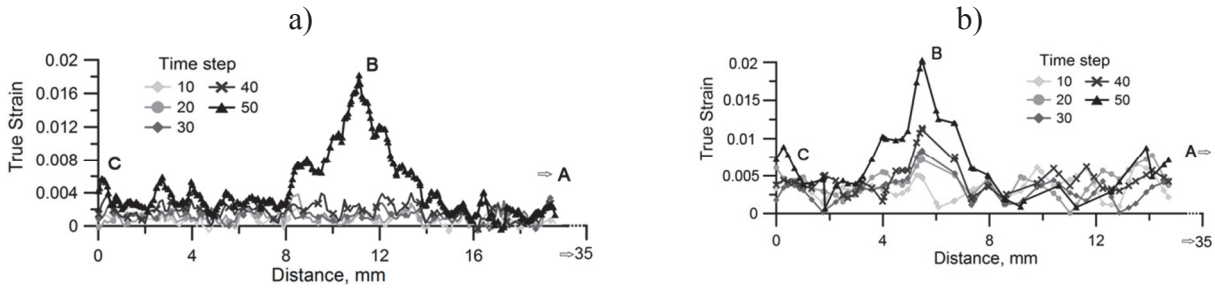 a)
0.02
0.016
0.012
0.008
0.004
0
True Strain
Time step
10 40
20 50
30
B
C
⇨ A
0 4 8 12 16 ⇨35
Distance, mm
b)
0.02
0.015
0.01
0.005
0
True Strain
B
Time step
10 40
20 50
30
C
A ⇨
0 4 8 12 ⇨35
Distance, mm